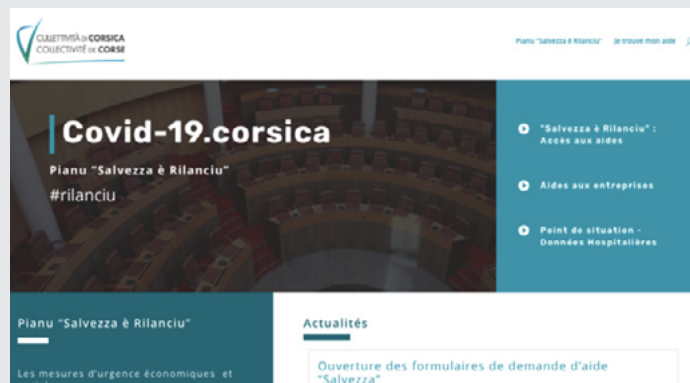 CULLETTIVITÀ DI CORSICA
COLLECTIVITÉ DE CORSE
Pianu "Salvezza è Rilanciu"
Je trouve mon aide
Covid-19.corsica
Pianu "Salvezza è Rilanciu"
#rilanciu
"Salvezza è Rilanciu" :
Accès aux aides
Aides aux entreprises
Point de situation -
Données Hospitalières
Pianu "Salvezza è Rilanciu"
Les mesures d'urgence économiques et
Actualités
Ouverture des formulaires de demande d'aide
"Salvezza"